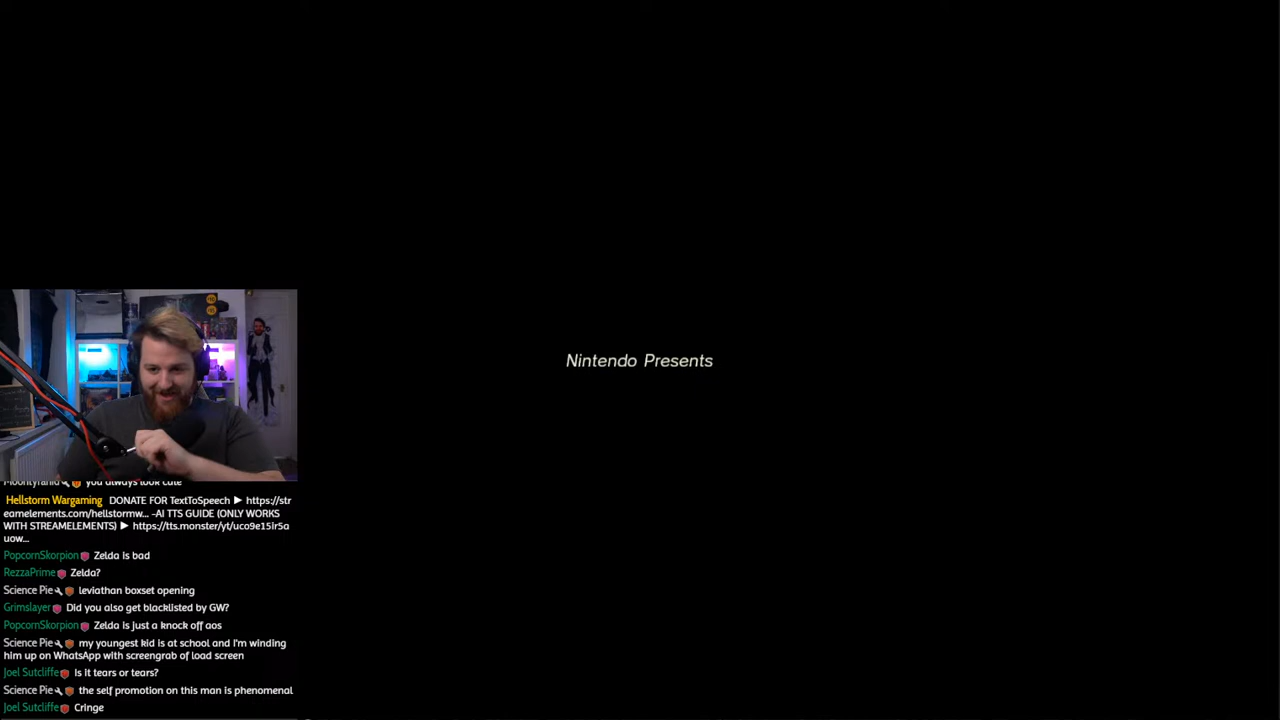 Nintendo Presents
you always look cute
Hellstorm Wargaming DONATE FOR TextToSpeech ► https://str
eamelements.com/hellstormw... -AI TTS GUIDE (ONLY WORKS
WITH STREAMELEMENTS) ► https://tts.monster/yt/uco9e15ir5a
uow...
PopcornSkorpion Zelda is bad
RezzaPrime Zelda?
Science Pie leviathan boxset opening
Grimslayer Did you also get blacklisted by GW?
PopcornSkorpion Zelda is just a knock off aos
Science Pie my youngest kid is at school and I'm winding
him up on WhatsApp with screengrab of load screen
Joel Sutcliffe Is it tears or tears?
Science Pie the self promotion on this man is phenomenal
Joel Sutcliffe Cringe